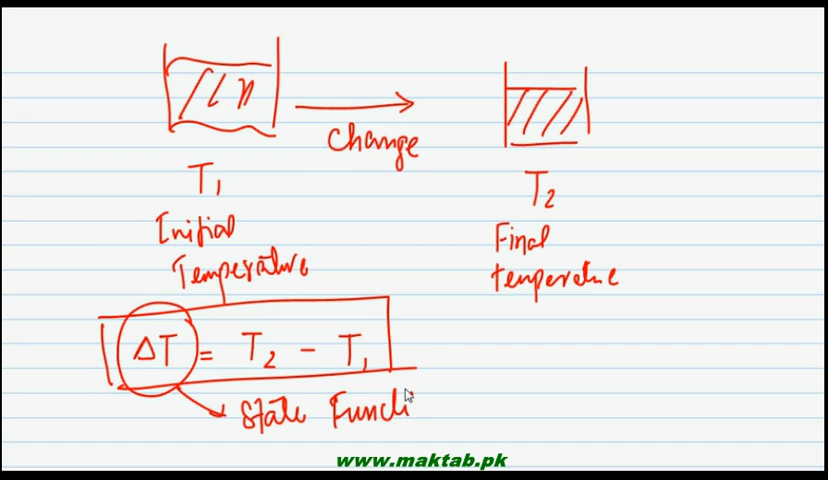 Change
T1
T2
Initial
Temperature
Final
temperature
ΔT = T2 - T1
State Functi
www.maktab.pk